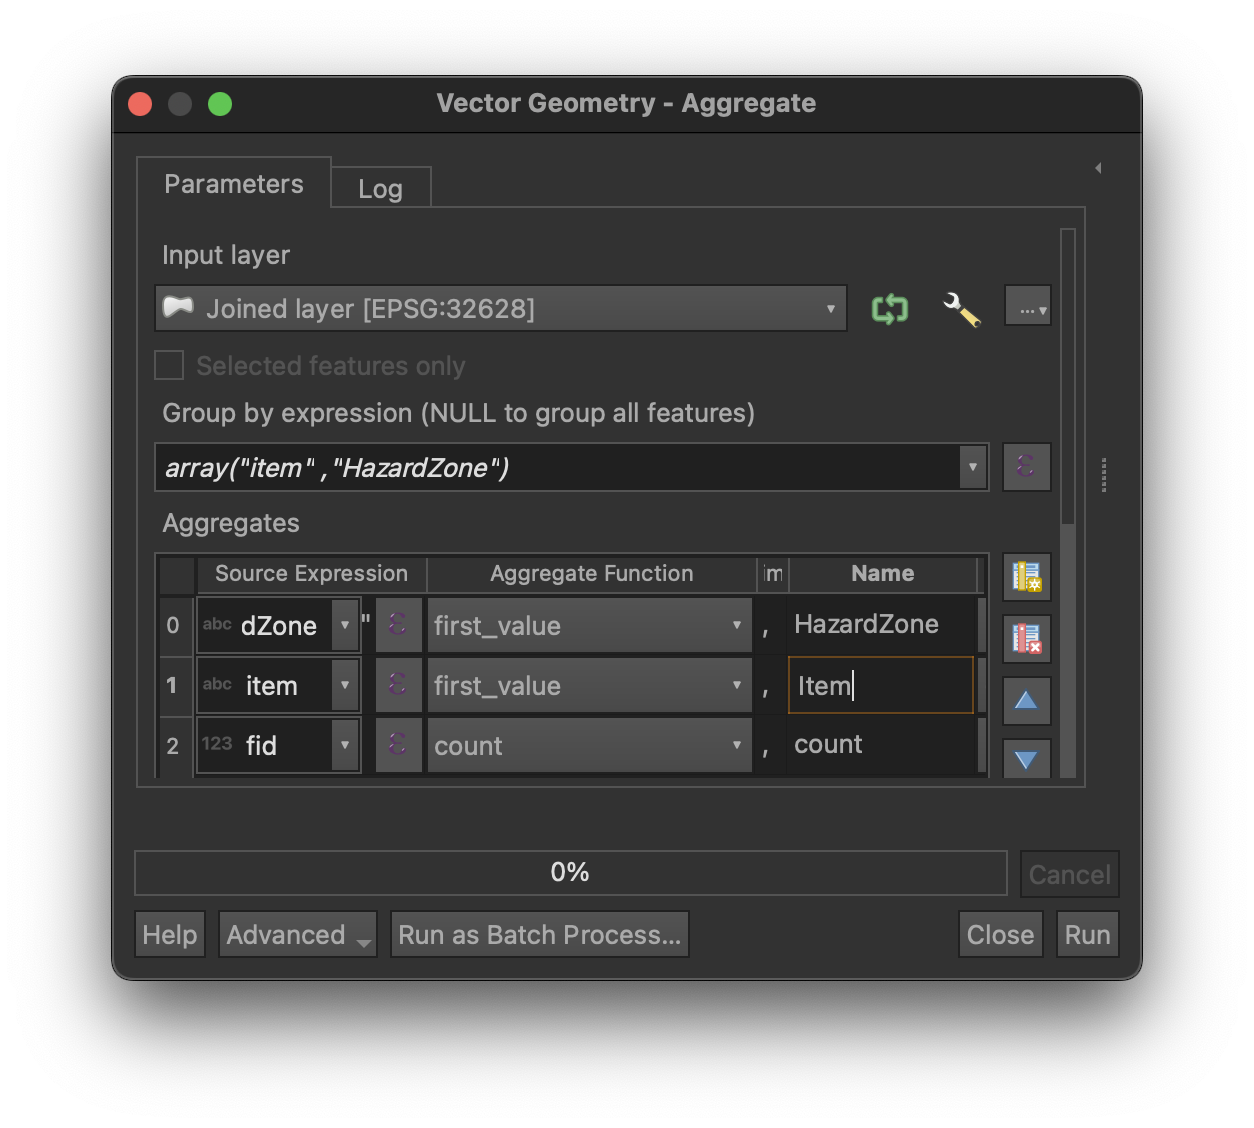 Vector Geometry - Aggregate
Parameters
Log
Input layer
Joined layer [EPSG:32628]
...
Selected features only
Group by expression (NULL to group all features)
array("item" ,"HazardZone")
ε
Aggregates
Source Expression Aggregate Function im Name
0 abc dZone " ε first_value , HazardZone
1 abc item ε first_value , Item
2 123 fid ε count , count
0%
Cancel
Help Advanced Run as Batch Process... Close Run